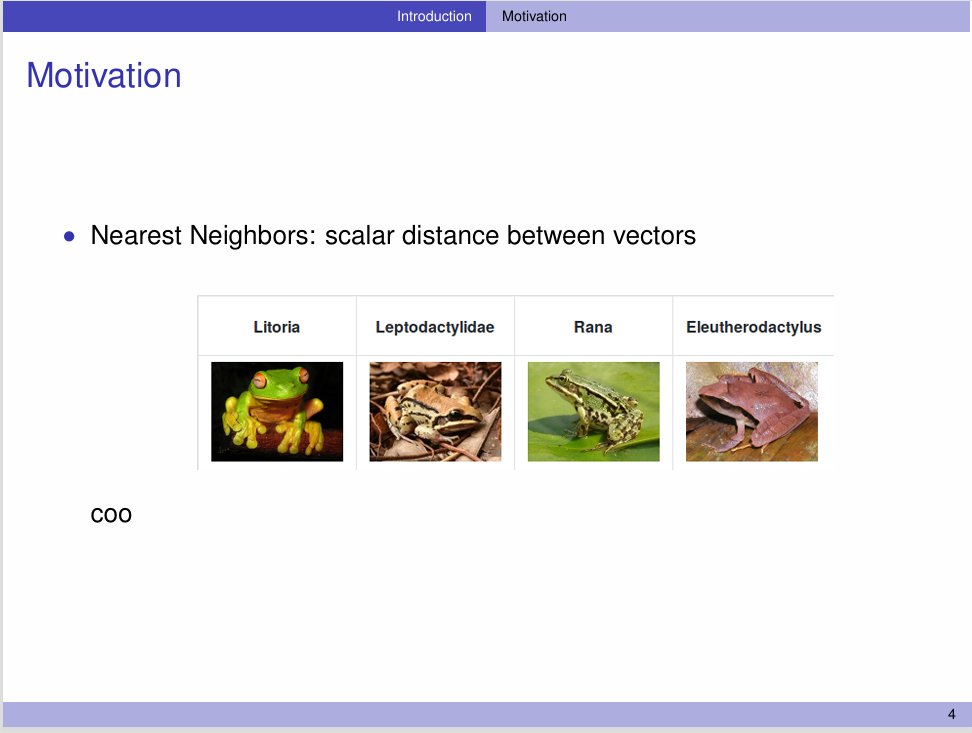 Introduction Motivation
Motivation
• Nearest Neighbors: scalar distance between vectors
Litoria Leptodactylidae Rana Eleutherodactylus
coo
4